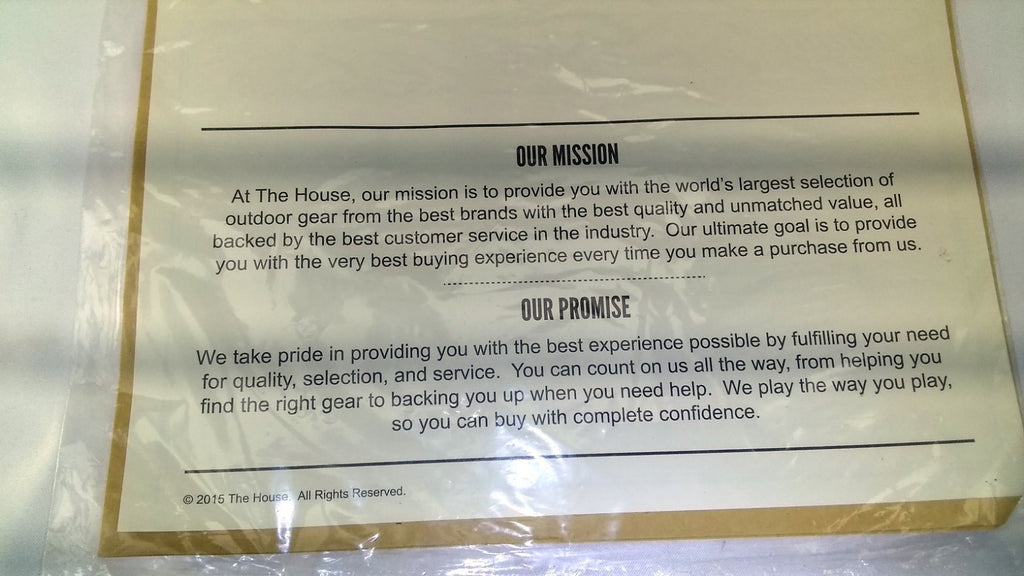 OUR MISSION
At The House, our mission is to provide you with the world's largest selection of
outdoor gear from the best brands with the best quality and unmatched value, all
backed by the best customer service in the industry.  Our ultimate goal is to provide
you with the very best buying experience every time you make a purchase from us.
OUR PROMISE
We take pride in providing you with the best experience possible by fulfilling your need
for quality, selection, and service.  You can count on us all the way, from helping you
find the right gear to backing you up when you need help.  We play the way you play,
so you can buy with complete confidence.
© 2015 The House.  All Rights Reserved.